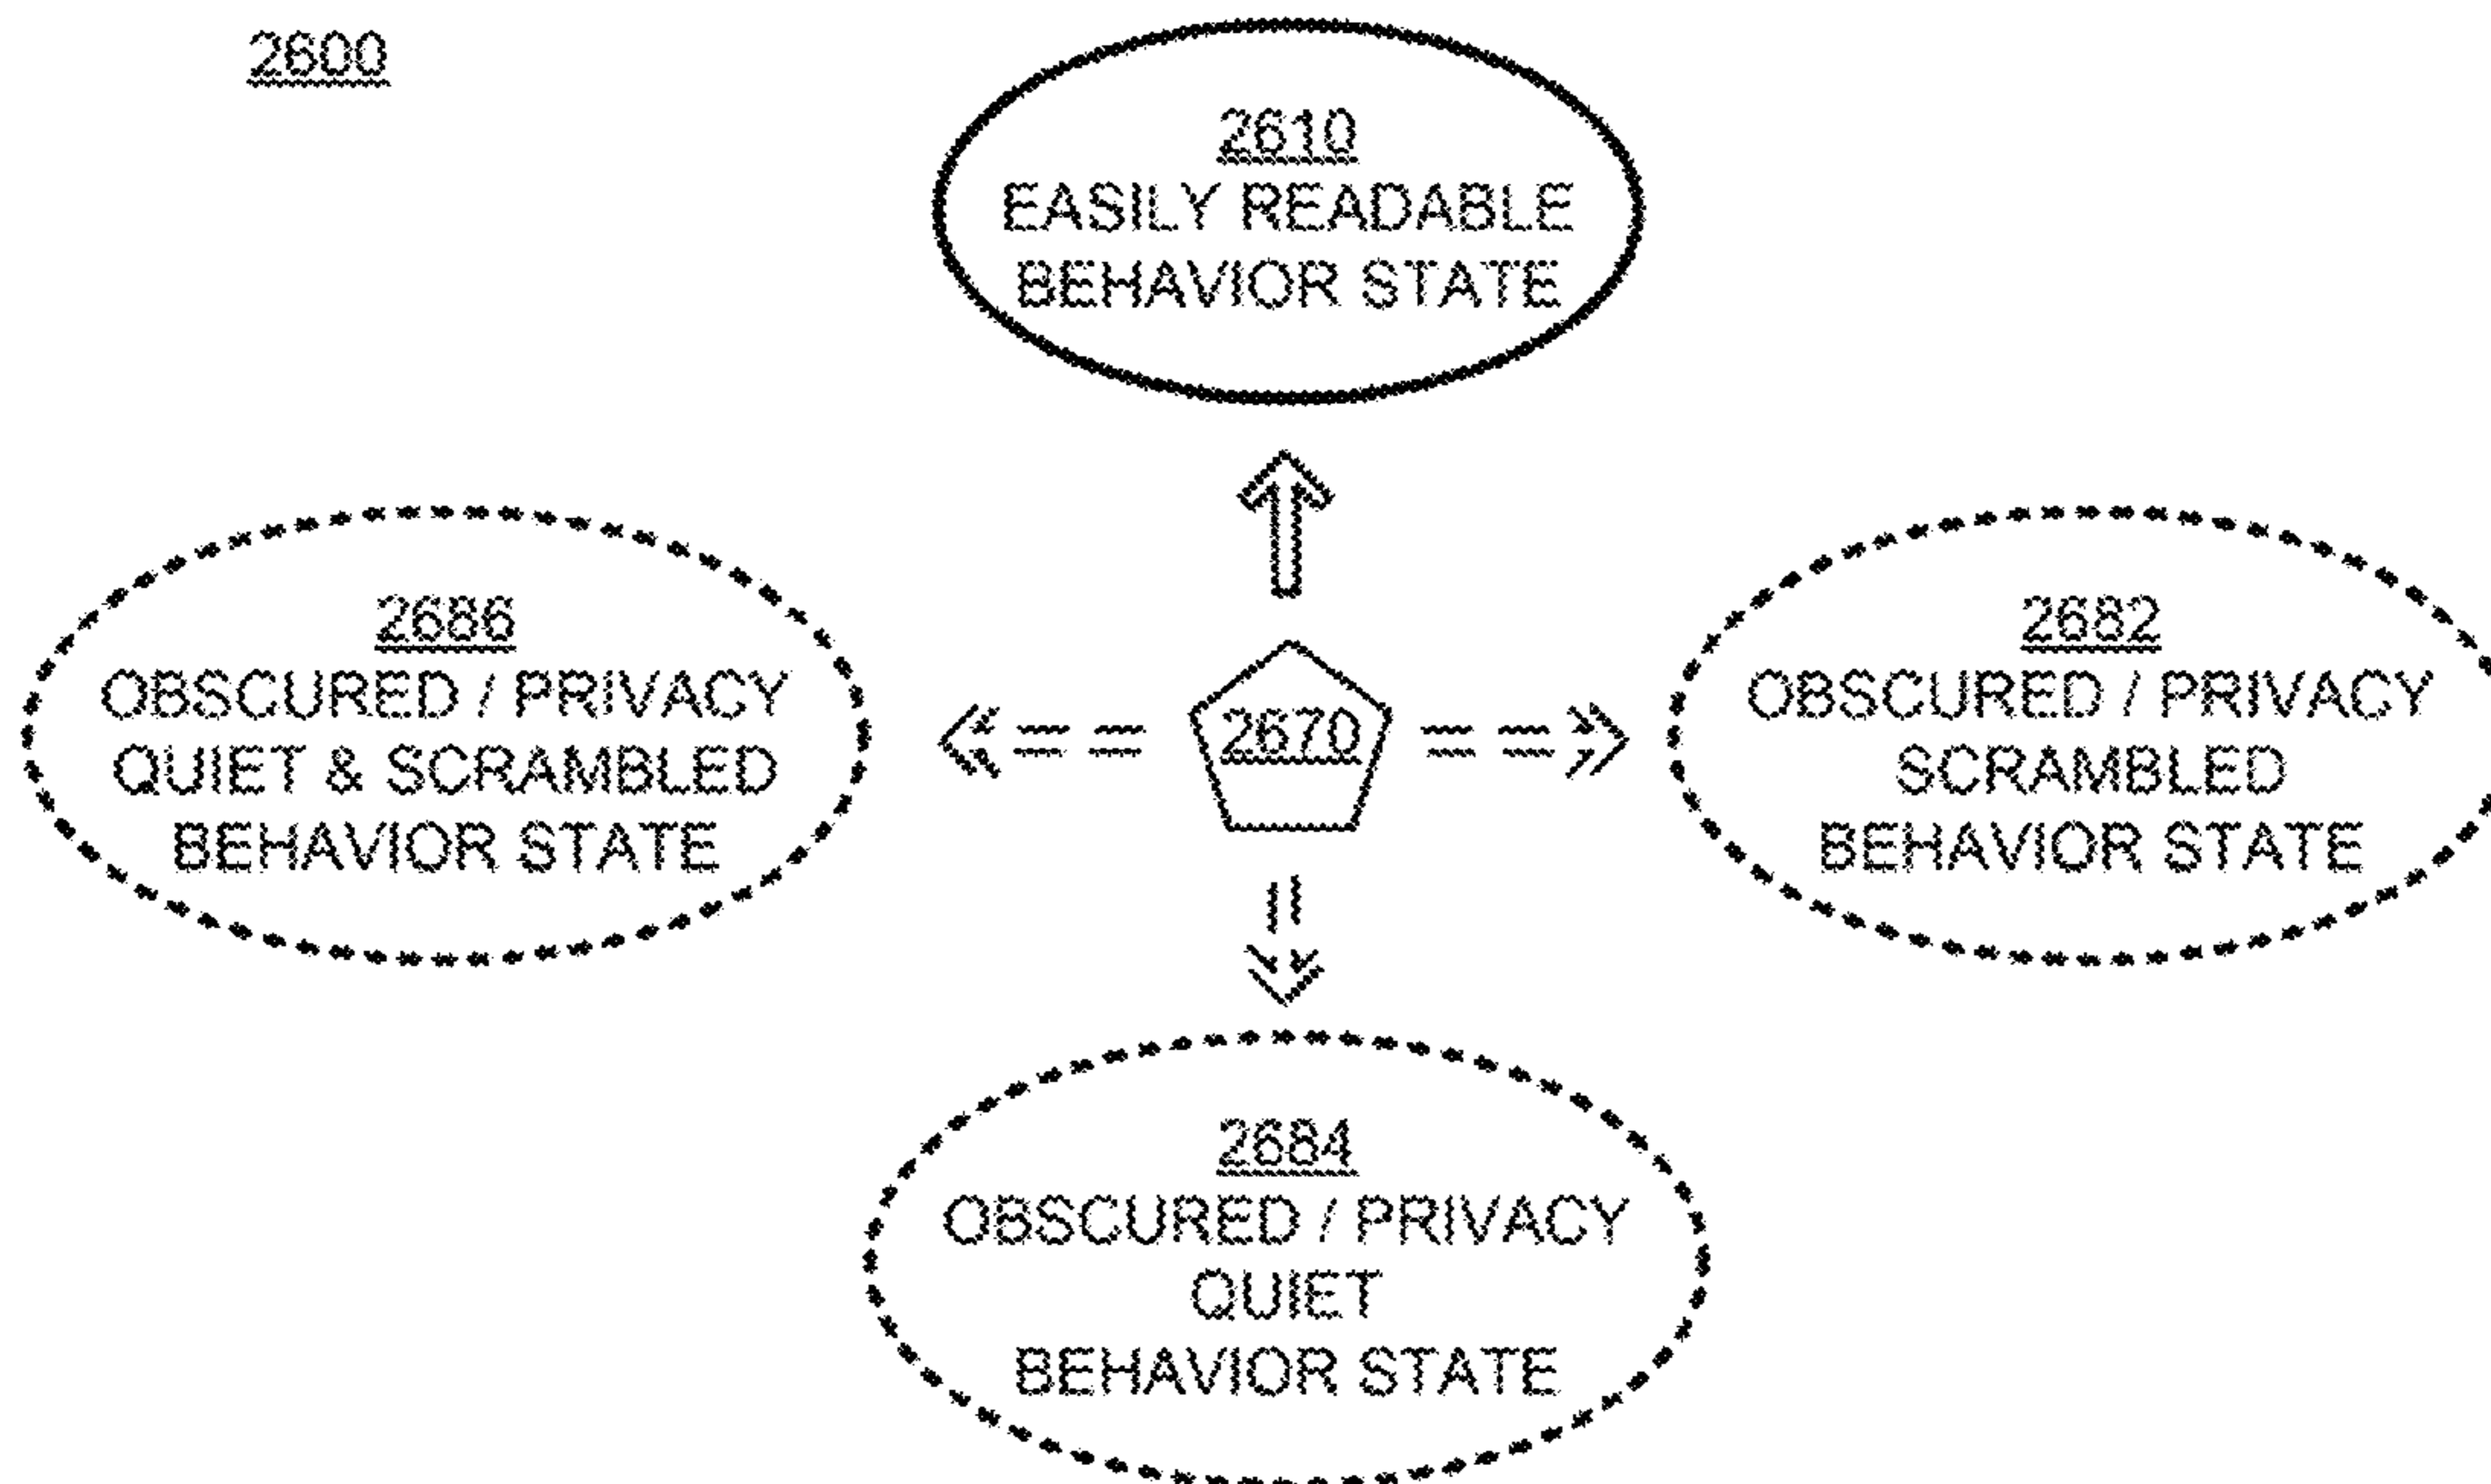 2600
2610
EASILY READABLE
BEHAVIOR STATE
2686
OBSCURED / PRIVACY
QUIET & SCRAMBLED
BEHAVIOR STATE
2670
2682
OBSCURED / PRIVACY
SCRAMBLED
BEHAVIOR STATE
2684
OBSCURED / PRIVACY
QUIET
BEHAVIOR STATE